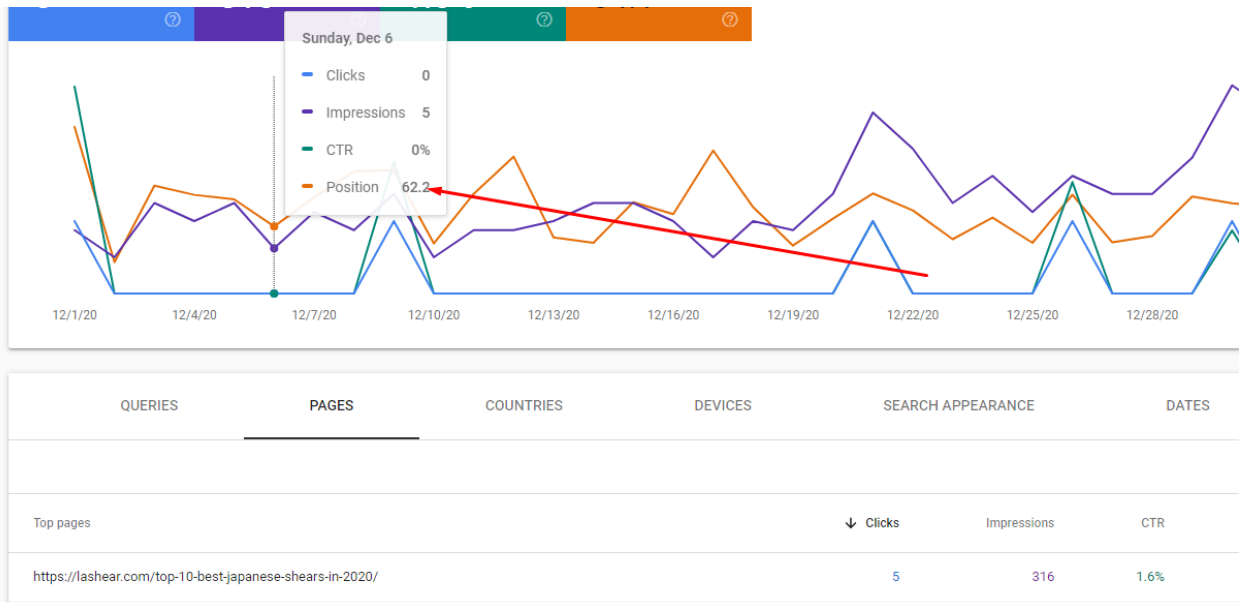 Sunday, Dec 6
Clicks 0
Impressions 5
CTR 0%
Position 62.2
12/1/20 12/4/20 12/7/20 12/10/20 12/13/20 12/16/20 12/19/20 12/22/20 12/25/20 12/28/20
QUERIES PAGES COUNTRIES DEVICES SEARCH APPEARANCE DATES
Top pages Clicks Impressions CTR
https://lashear.com/top-10-best-japanese-shears-in-2020/ 5 316 1.6%